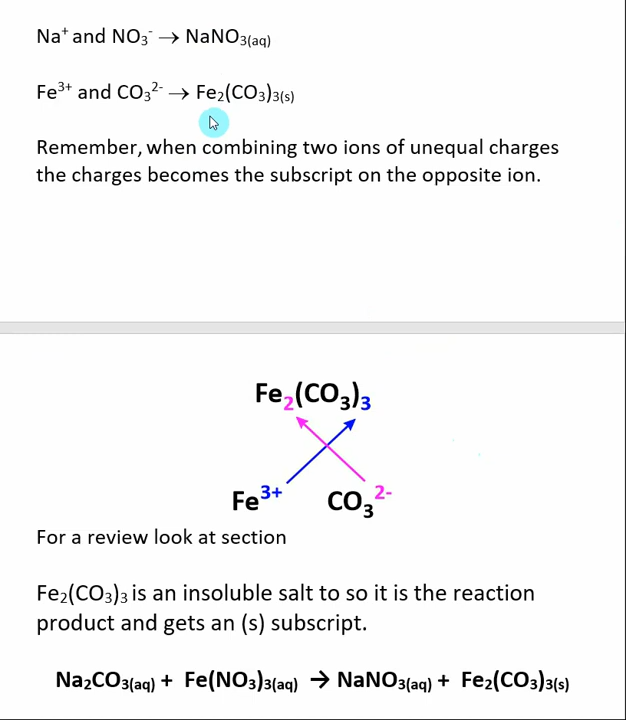 Na⁺ and NO₃⁻ → NaNO₃(aq)
Fe³⁺ and CO₃²⁻ → Fe₂(CO₃)₃(s)
Remember, when combining two ions of unequal charges
the charges becomes the subscript on the opposite ion.
Fe₂(CO₃)₃
Fe³⁺ CO₃²⁻
For a review look at section
Fe₂(CO₃)₃ is an insoluble salt to so it is the reaction
product and gets an (s) subscript.
Na₂CO₃(aq) + Fe(NO₃)₃(aq) → NaNO₃(aq) + Fe₂(CO₃)₃(s)